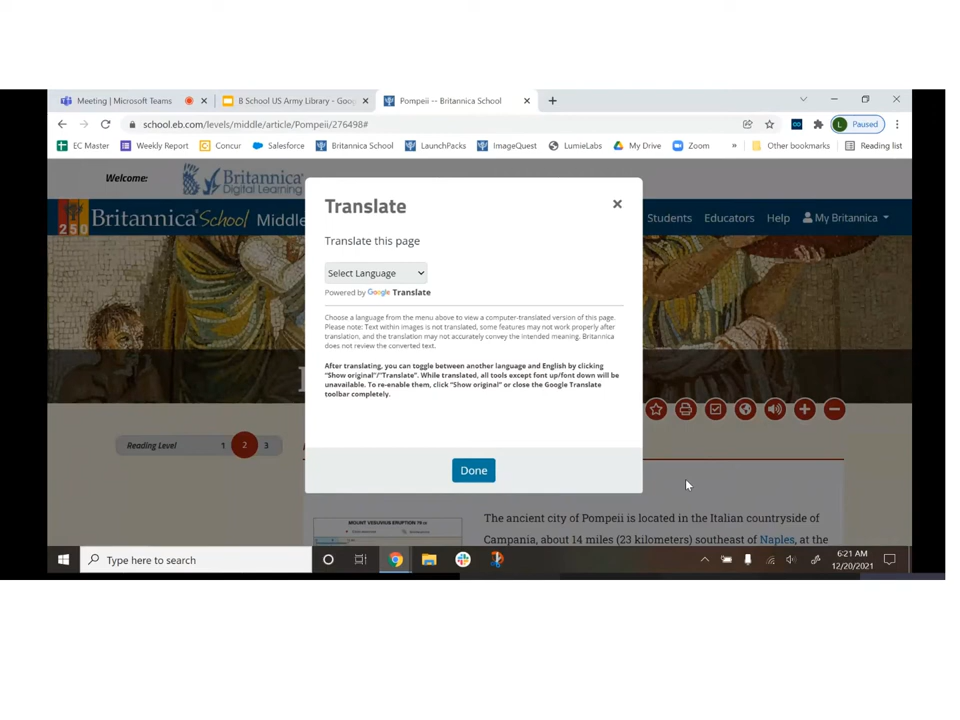 Meeting | Microsoft Teams
B School US Army Library - Goo
Pompeii -- Britannica School
school.eb.com/levels/middle/article/Pompeii/276498#
L Paused
EC Master Weekly Report Concur Salesforce Britannica School LaunchPacks ImageQuest LumieLabs My Drive Zoom » Other bookmarks Reading list
Welcome:
Britannica
Digital Learning
250 Britannica School Middle Students Educators Help My Britannica
Translate
Translate this page
Select Language
Powered by Google Translate
Choose a language from the menu above to view a computer-translated version of this page.
Please note: Text within images is not translated, some features may not work properly after
translation, and the translation may not accurately convey the intended meaning. Britannica
does not review the converted text.
After translating, you can toggle between another language and English by clicking
"Show original"/"Translate". While translated, all tools except font up/font down will be
unavailable. To re-enable them, click "Show original" or close the Google Translate
toolbar completely.
Reading Level 1 2 3
Done
MOUNT VESUVIUS ERUPTION 79
The ancient city of Pompeii is located in the Italian countryside of
Campania, about 14 miles (23 kilometers) southeast of Naples, at the
Type here to search
6:21 AM
12/20/2021